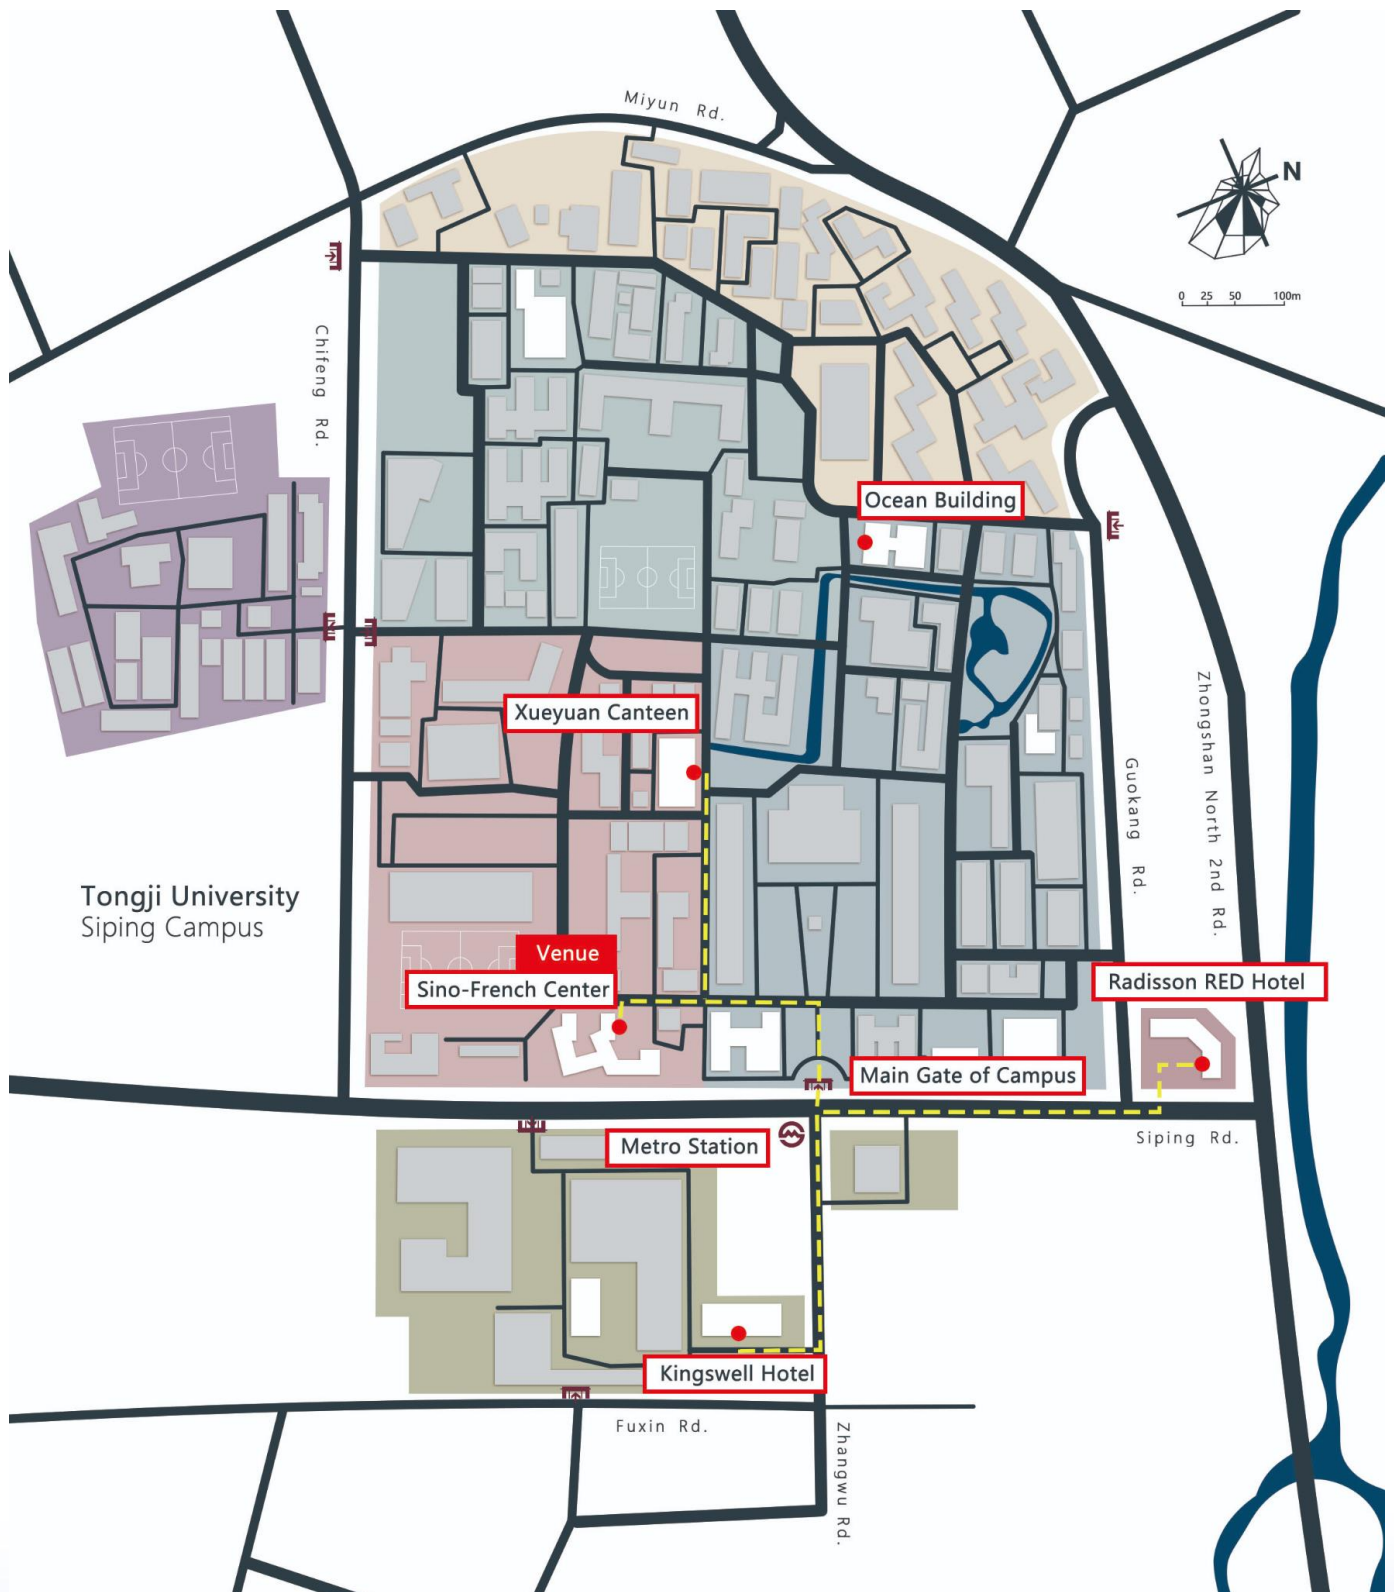 Miyun Rd.
N
0 25 50 100m
Chifeng Rd.
Ocean Building
Xueyuan Canteen
Zhongshan North 2nd Rd.
Guokang Rd.
Tongji University
Siping Campus
Venue
Sino-French Center
Radisson RED Hotel
Main Gate of Campus
Metro Station
Siping Rd.
Kingswell Hotel
Fuxin Rd.
Zhangwu Rd.